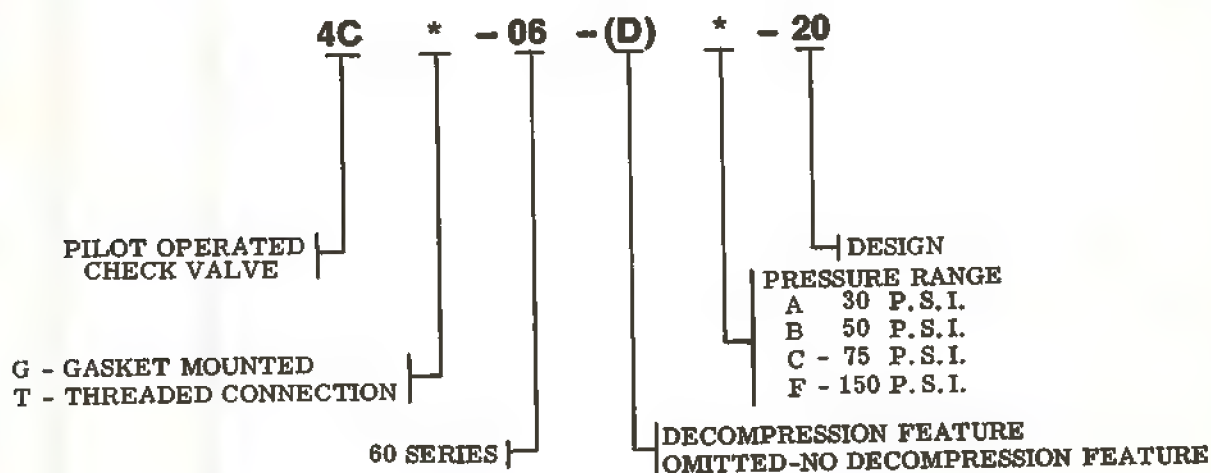 4C * - 06 - (D) * - 20
PILOT OPERATED
CHECK VALVE
DESIGN
PRESSURE RANGE
A 30 P.S.I.
B 50 P.S.I.
C - 75 P.S.I.
F - 150 P.S.I.
G - GASKET MOUNTED
T - THREADED CONNECTION
60 SERIES
DECOMPRESSION FEATURE
OMITTED-NO DECOMPRESSION FEATURE